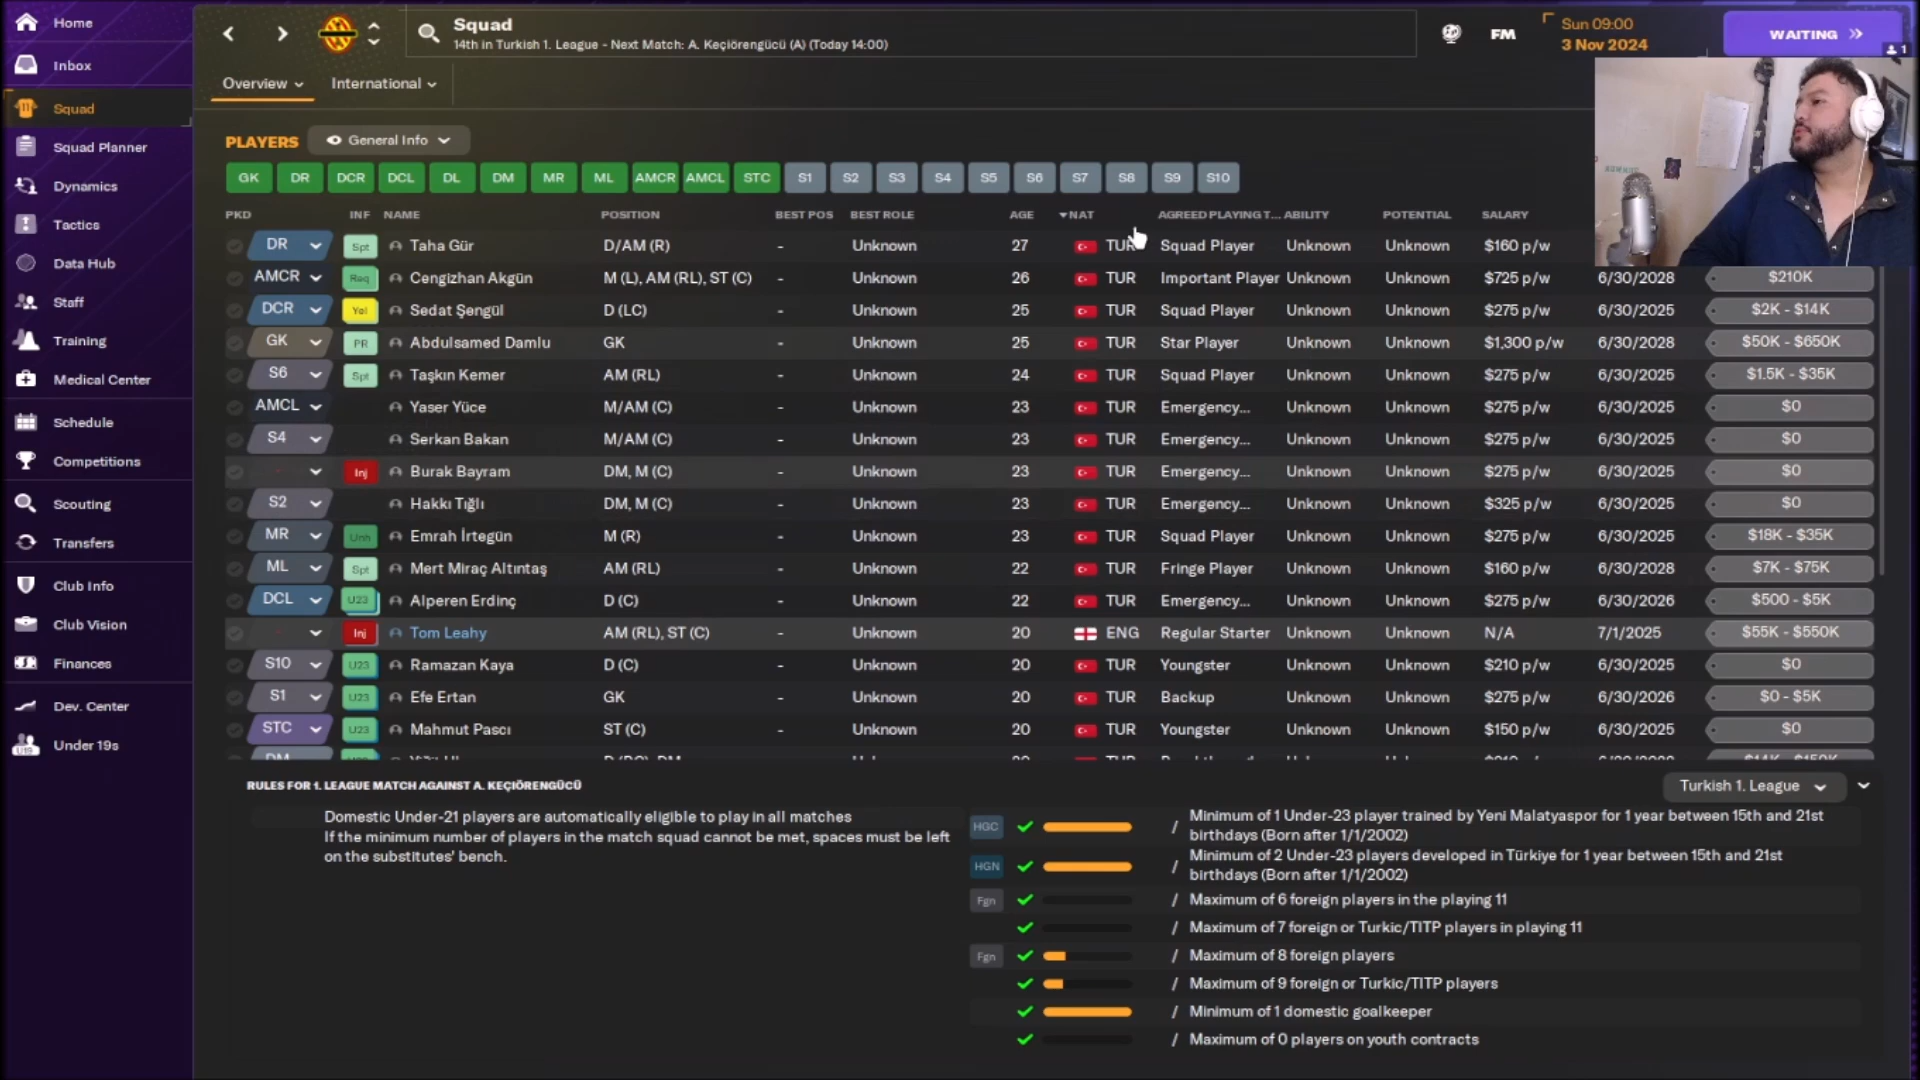 Home
Inbox
Squad
Squad Planner
Dynamics
Tactics
Data Hub
Staff
Training
Medical Center
Schedule
Competitions
Scouting
Transfers
Club Info
Club Vision
Finances
Dev. Center
Under 19s
Squad
14th in Turkish 1. League - Next Match: A. Keçiörengücü (A) (Today 14:00)
FM
Sun 09:00
3 Nov 2024
WAITING
1
Overview International
PLAYERS General Info
GK DR DCR DCL DL DM MR ML AMCR AMCL STC S1 S2 S3 S4 S5 S6 S7 S8 S9 S10
PKD INF NAME POSITION BEST POS BEST ROLE AGE NAT AGREED PLAYING T... ABILITY POTENTIAL SALARY
DR Spt Taha Gür D/AM (R) - Unknown 27 TUR Squad Player Unknown Unknown $160 p/w
AMCR Req Cengizhan Akgün M (L), AM (RL), ST (C) - Unknown 26 TUR Important Player Unknown Unknown $725 p/w 6/30/2028 $210K
DCR Yel Sedat Şengül D (LC) - Unknown 25 TUR Squad Player Unknown Unknown $275 p/w 6/30/2025 $2K - $14K
GK PR Abdulsamed Damlu GK - Unknown 25 TUR Star Player Unknown Unknown $1,300 p/w 6/30/2028 $50K - $650K
S6 Spt Taşkın Kemer AM (RL) - Unknown 24 TUR Squad Player Unknown Unknown $275 p/w 6/30/2025 $1.5K - $35K
AMCL Yaser Yüce M/AM (C) - Unknown 23 TUR Emergency... Unknown Unknown $275 p/w 6/30/2025 $0
S4 Serkan Bakan M/AM (C) - Unknown 23 TUR Emergency... Unknown Unknown $275 p/w 6/30/2025 $0
- Inj Burak Bayram DM, M (C) - Unknown 23 TUR Emergency... Unknown Unknown $275 p/w 6/30/2025 $0
S2 Hakkı Tığlı DM, M (C) - Unknown 23 TUR Emergency... Unknown Unknown $325 p/w 6/30/2025 $0
MR Unh Emrah İrtegün M (R) - Unknown 23 TUR Squad Player Unknown Unknown $275 p/w 6/30/2025 $18K - $35K
ML Spt Mert Miraç Altıntaş AM (RL) - Unknown 22 TUR Fringe Player Unknown Unknown $160 p/w 6/30/2028 $7K - $75K
DCL U23 Alperen Erdinç D (C) - Unknown 22 TUR Emergency... Unknown Unknown $275 p/w 6/30/2026 $500 - $5K
- Inj Tom Leahy AM (RL), ST (C) - Unknown 20 ENG Regular Starter Unknown Unknown N/A 7/1/2025 $55K - $550K
S10 U23 Ramazan Kaya D (C) - Unknown 20 TUR Youngster Unknown Unknown $210 p/w 6/30/2025 $0
S1 U23 Efe Ertan GK - Unknown 20 TUR Backup Unknown Unknown $275 p/w 6/30/2026 $0 - $5K
STC U23 Mahmut Pascı ST (C) - Unknown 20 TUR Youngster Unknown Unknown $150 p/w 6/30/2025 $0
RULES FOR 1. LEAGUE MATCH AGAINST A. KEÇİÖRENGÜCÜ
Turkish 1. League
Domestic Under-21 players are automatically eligible to play in all matches
If the minimum number of players in the match squad cannot be met, spaces must be left
on the substitutes' bench.
HGC / Minimum of 1 Under-23 player trained by Yeni Malatyaspor for 1 year between 15th and 21st
birthdays (Born after 1/1/2002)
HGN / Minimum of 2 Under-23 players developed in Türkiye for 1 year between 15th and 21st
birthdays (Born after 1/1/2002)
Fgn / Maximum of 6 foreign players in the playing 11
/ Maximum of 7 foreign or Turkic/TITP players in playing 11
Fgn / Maximum of 8 foreign players
/ Maximum of 9 foreign or Turkic/TITP players
/ Minimum of 1 domestic goalkeeper
/ Maximum of 0 players on youth contracts